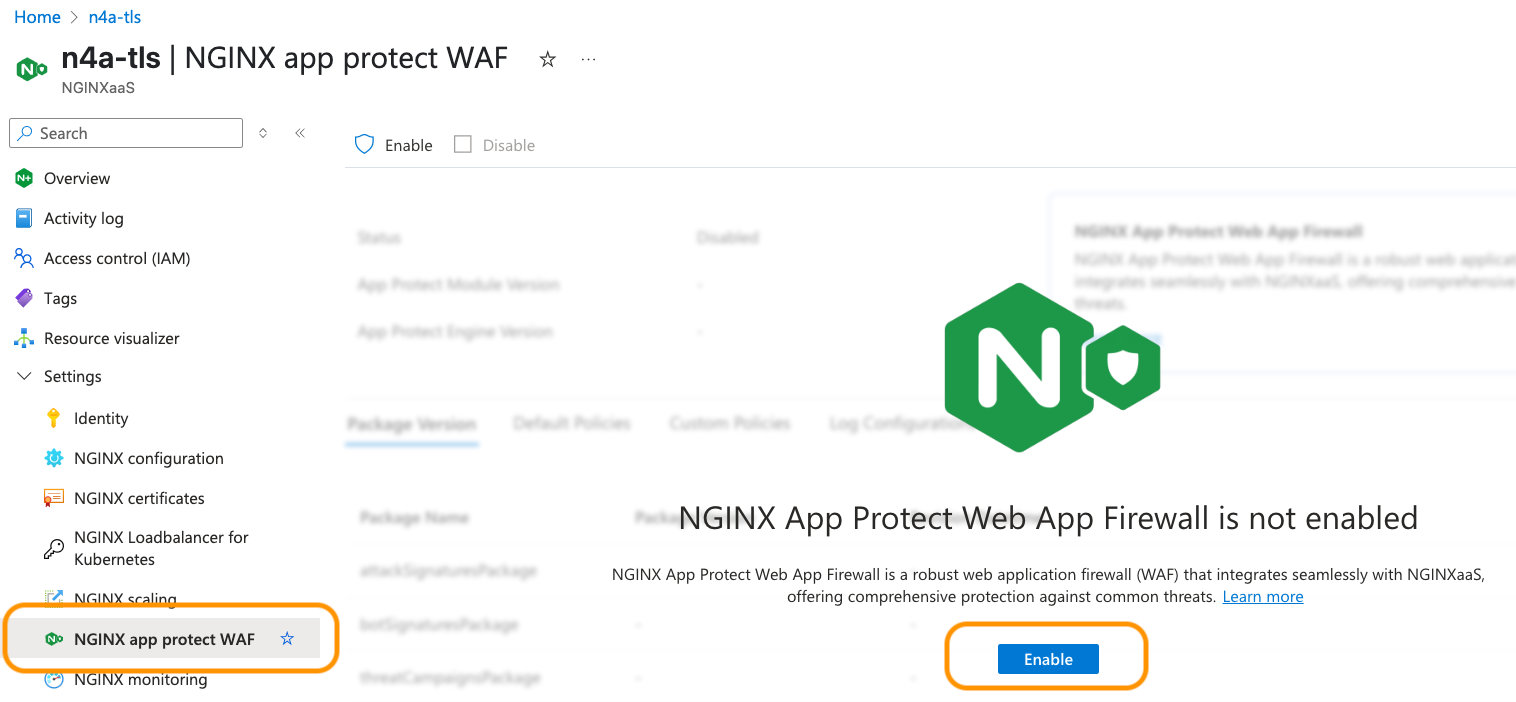 Home > n4a-tls
n4a-tls | NGINX app protect WAF
NGINXaaS
Search
Enable
Disable
Overview
Activity log
Access control (IAM)
Tags
Resource visualizer
Settings
Identity
NGINX configuration
NGINX certificates
NGINX Loadbalancer for
Kubernetes
NGINX scaling
NGINX app protect WAF
NGINX monitoring
Status
Disabled
App Protect Module Version
-
App Protect Engine Version
-
NGINX App Protect Web App Firewall
NGINX App Protect Web App Firewall is a robust web applicat
integrates seamlessly with NGINXaaS, offering comprehensive
threats.
Package Version
Default Policies
Custom Policies
Log Configuration
Package Name
attackSignaturesPackage
botSignaturesPackage
-
-
threatCampaignsPackage
-
-
NGINX App Protect Web App Firewall is not enabled
NGINX App Protect Web App Firewall is a robust web application firewall (WAF) that integrates seamlessly with NGINXaaS,
offering comprehensive protection against common threats. Learn more
Enable